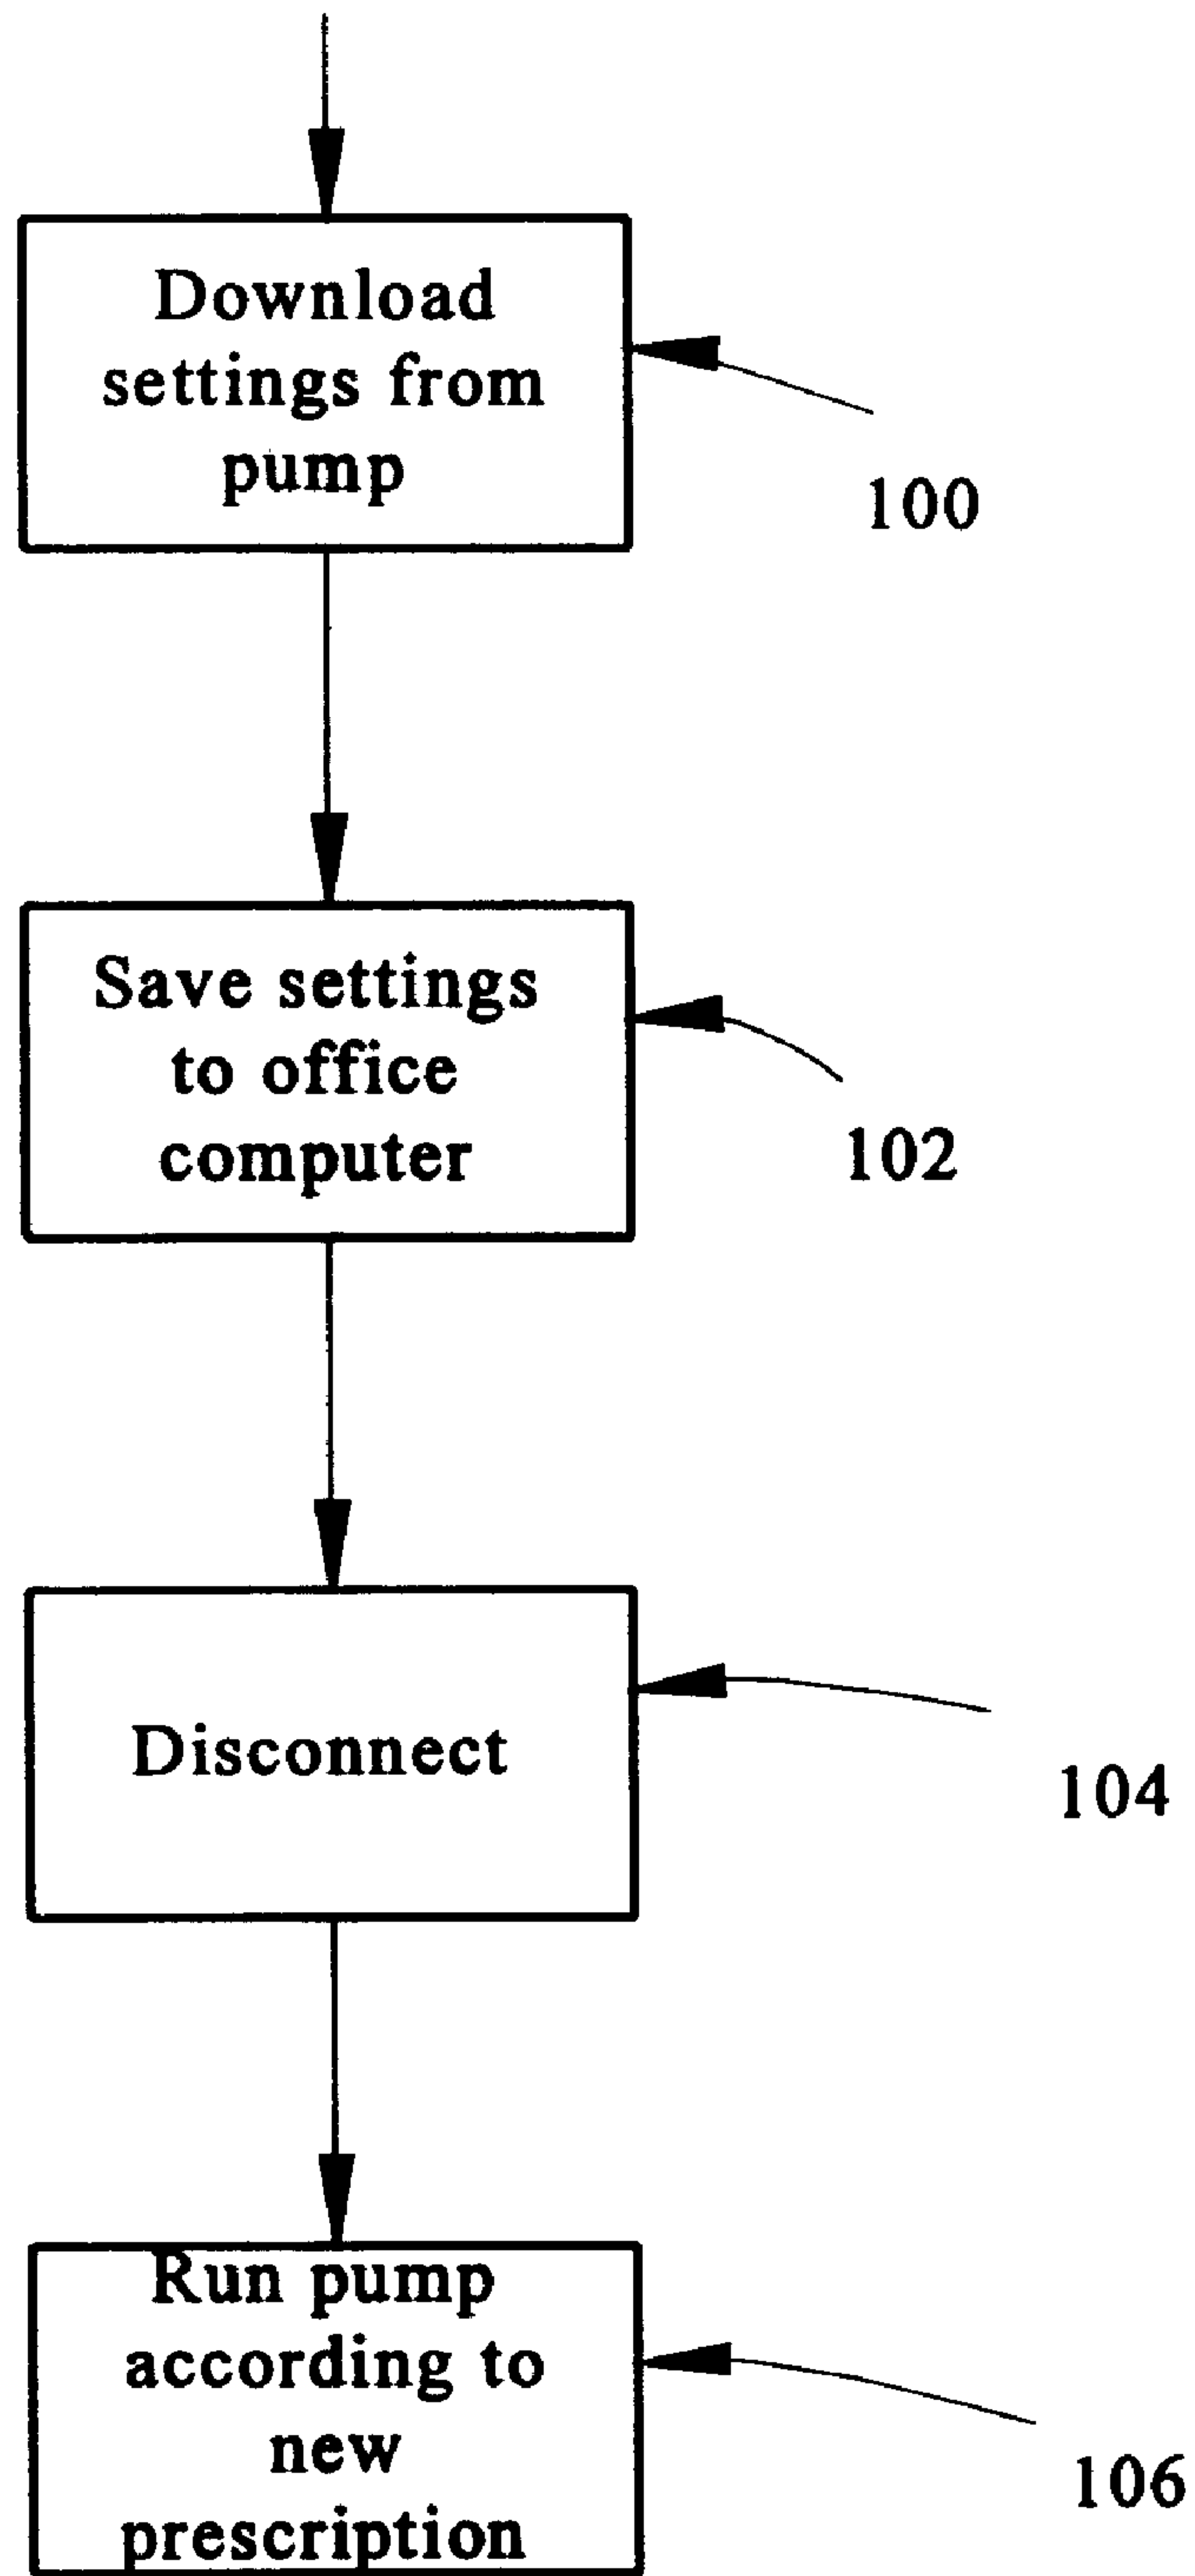 Download
settings from
pump
100
Save settings
to office
computer
102
Disconnect
104
Run pump
according to
new
prescription
106